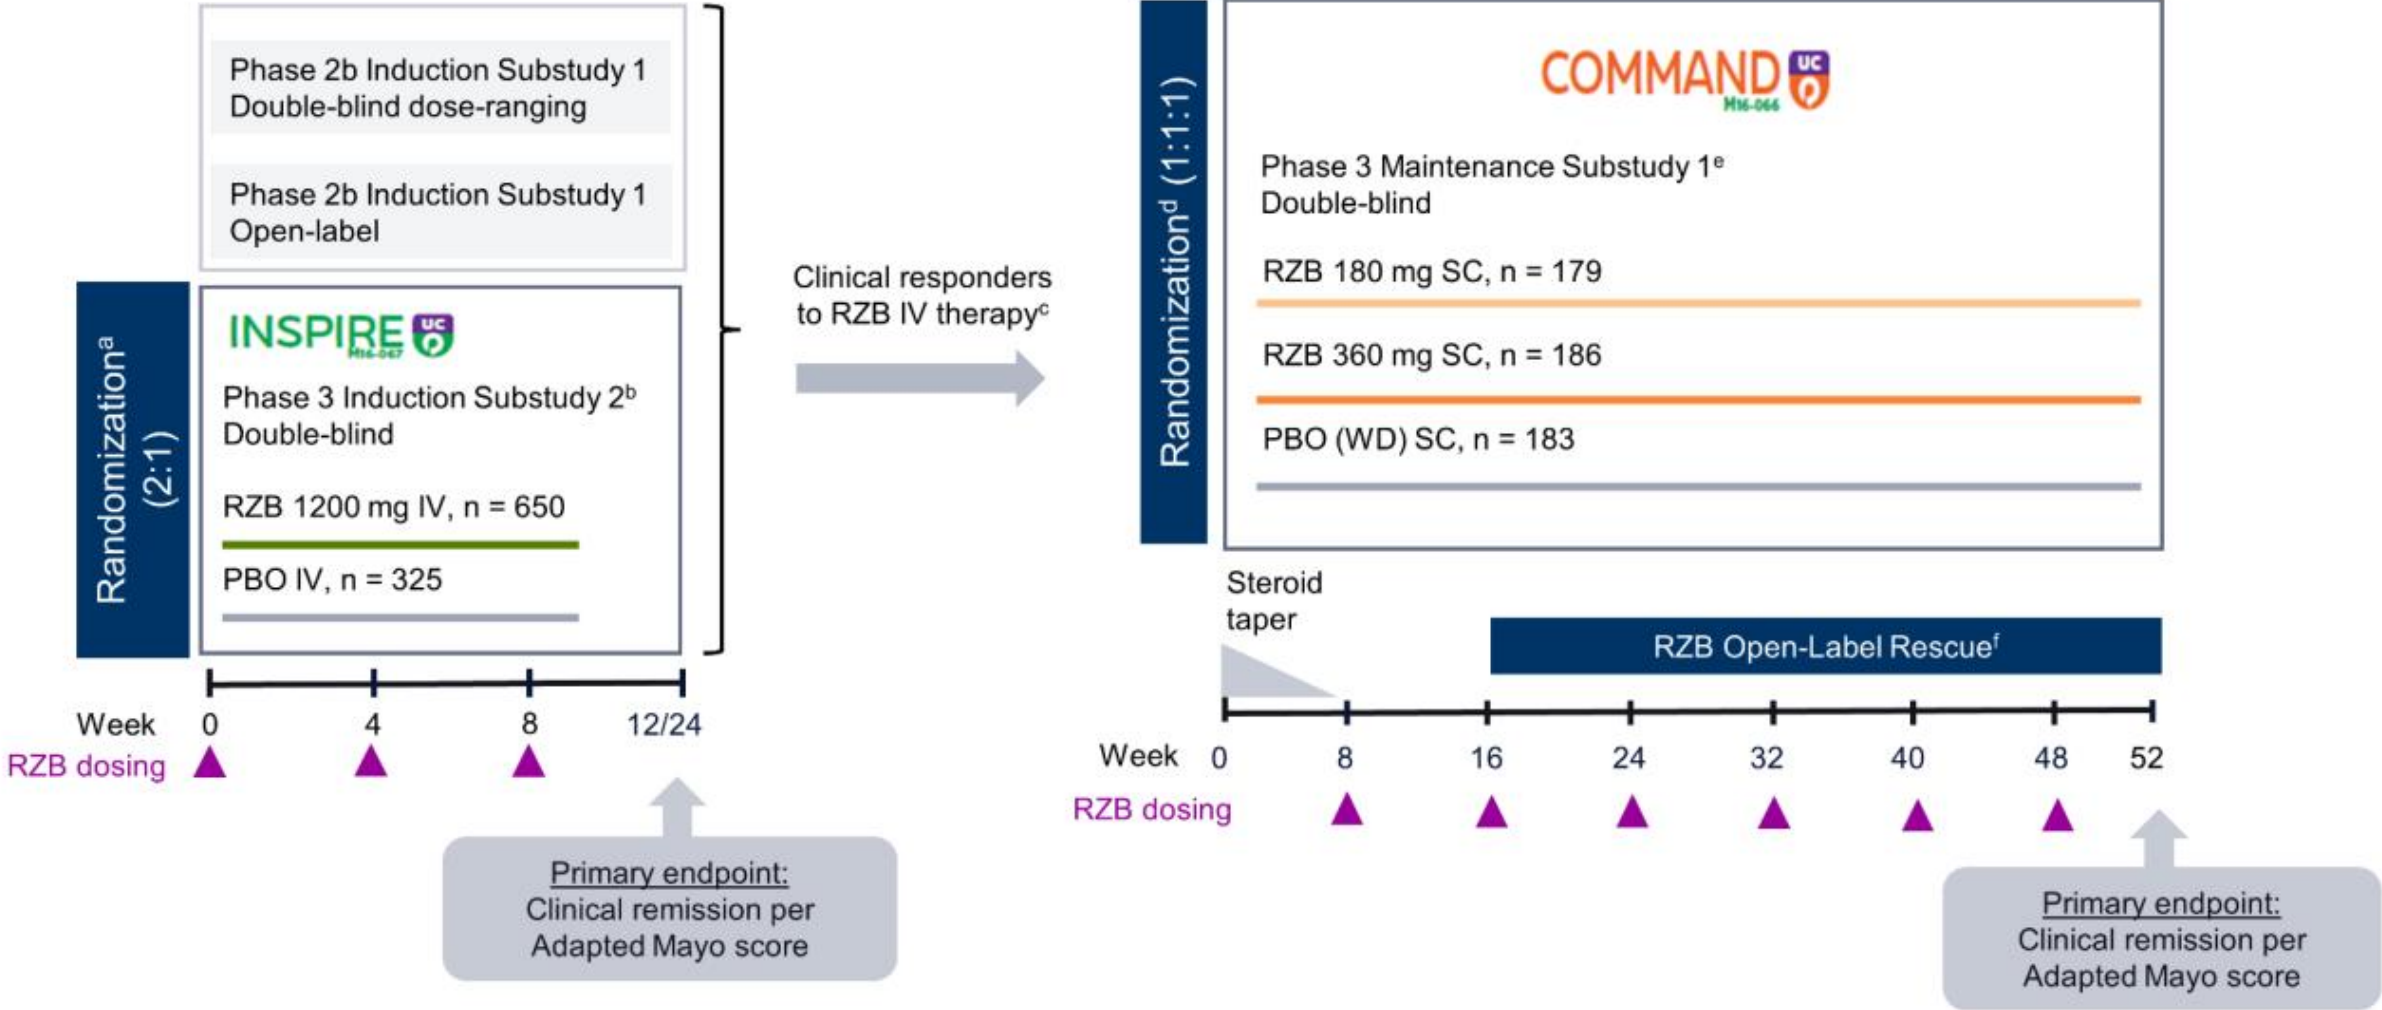 Phase 2b Induction Substudy 1
Double-blind dose-ranging
Phase 2b Induction Substudy 1
Open-label
Randomizationᵃ
(2:1)
INSPIRE UC
M16-067
Phase 3 Induction Substudy 2ᵇ
Double-blind
RZB 1200 mg IV, n = 650
PBO IV, n = 325
Week 0 4 8 12/24
RZB dosing
Primary endpoint:
Clinical remission per
Adapted Mayo score
Clinical responders
to RZB IV therapyᶜ
Randomizationᵈ (1:1:1)
COMMAND UC
M16-066
Phase 3 Maintenance Substudy 1ᵉ
Double-blind
RZB 180 mg SC, n = 179
RZB 360 mg SC, n = 186
PBO (WD) SC, n = 183
Steroid
taper
RZB Open-Label Rescueᶠ
Week 0 8 16 24 32 40 48 52
RZB dosing
Primary endpoint:
Clinical remission per
Adapted Mayo score